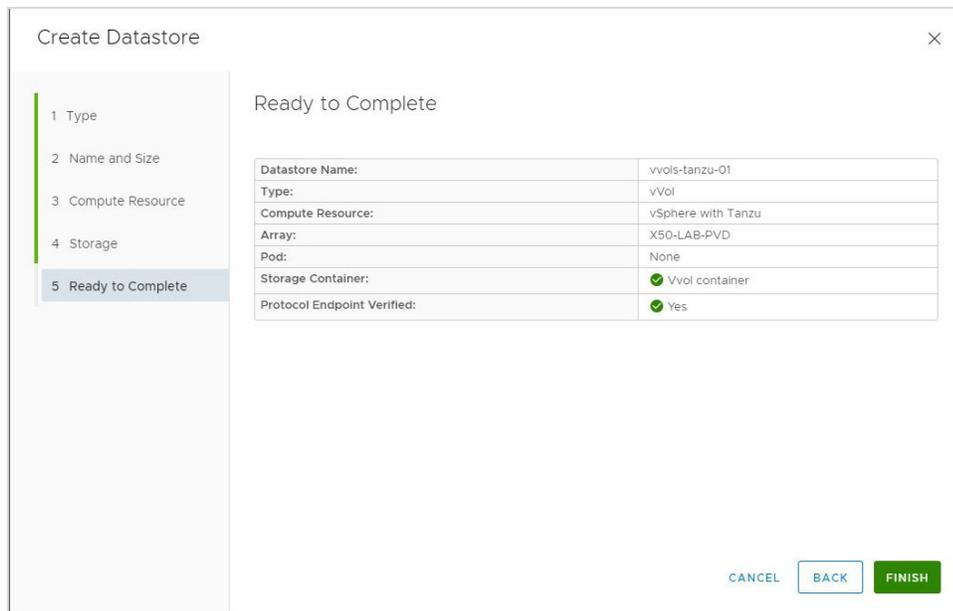 Create Datastore
1 Type
2 Name and Size
3 Compute Resource
4 Storage
5 Ready to Complete
Ready to Complete
Datastore Name: vvols-tanzu-01
Type: vVol
Compute Resource: vSphere with Tanzu
Array: X50-LAB-PVD
Pod: None
Storage Container: Vvol container
Protocol Endpoint Verified: Yes
CANCEL BACK FINISH